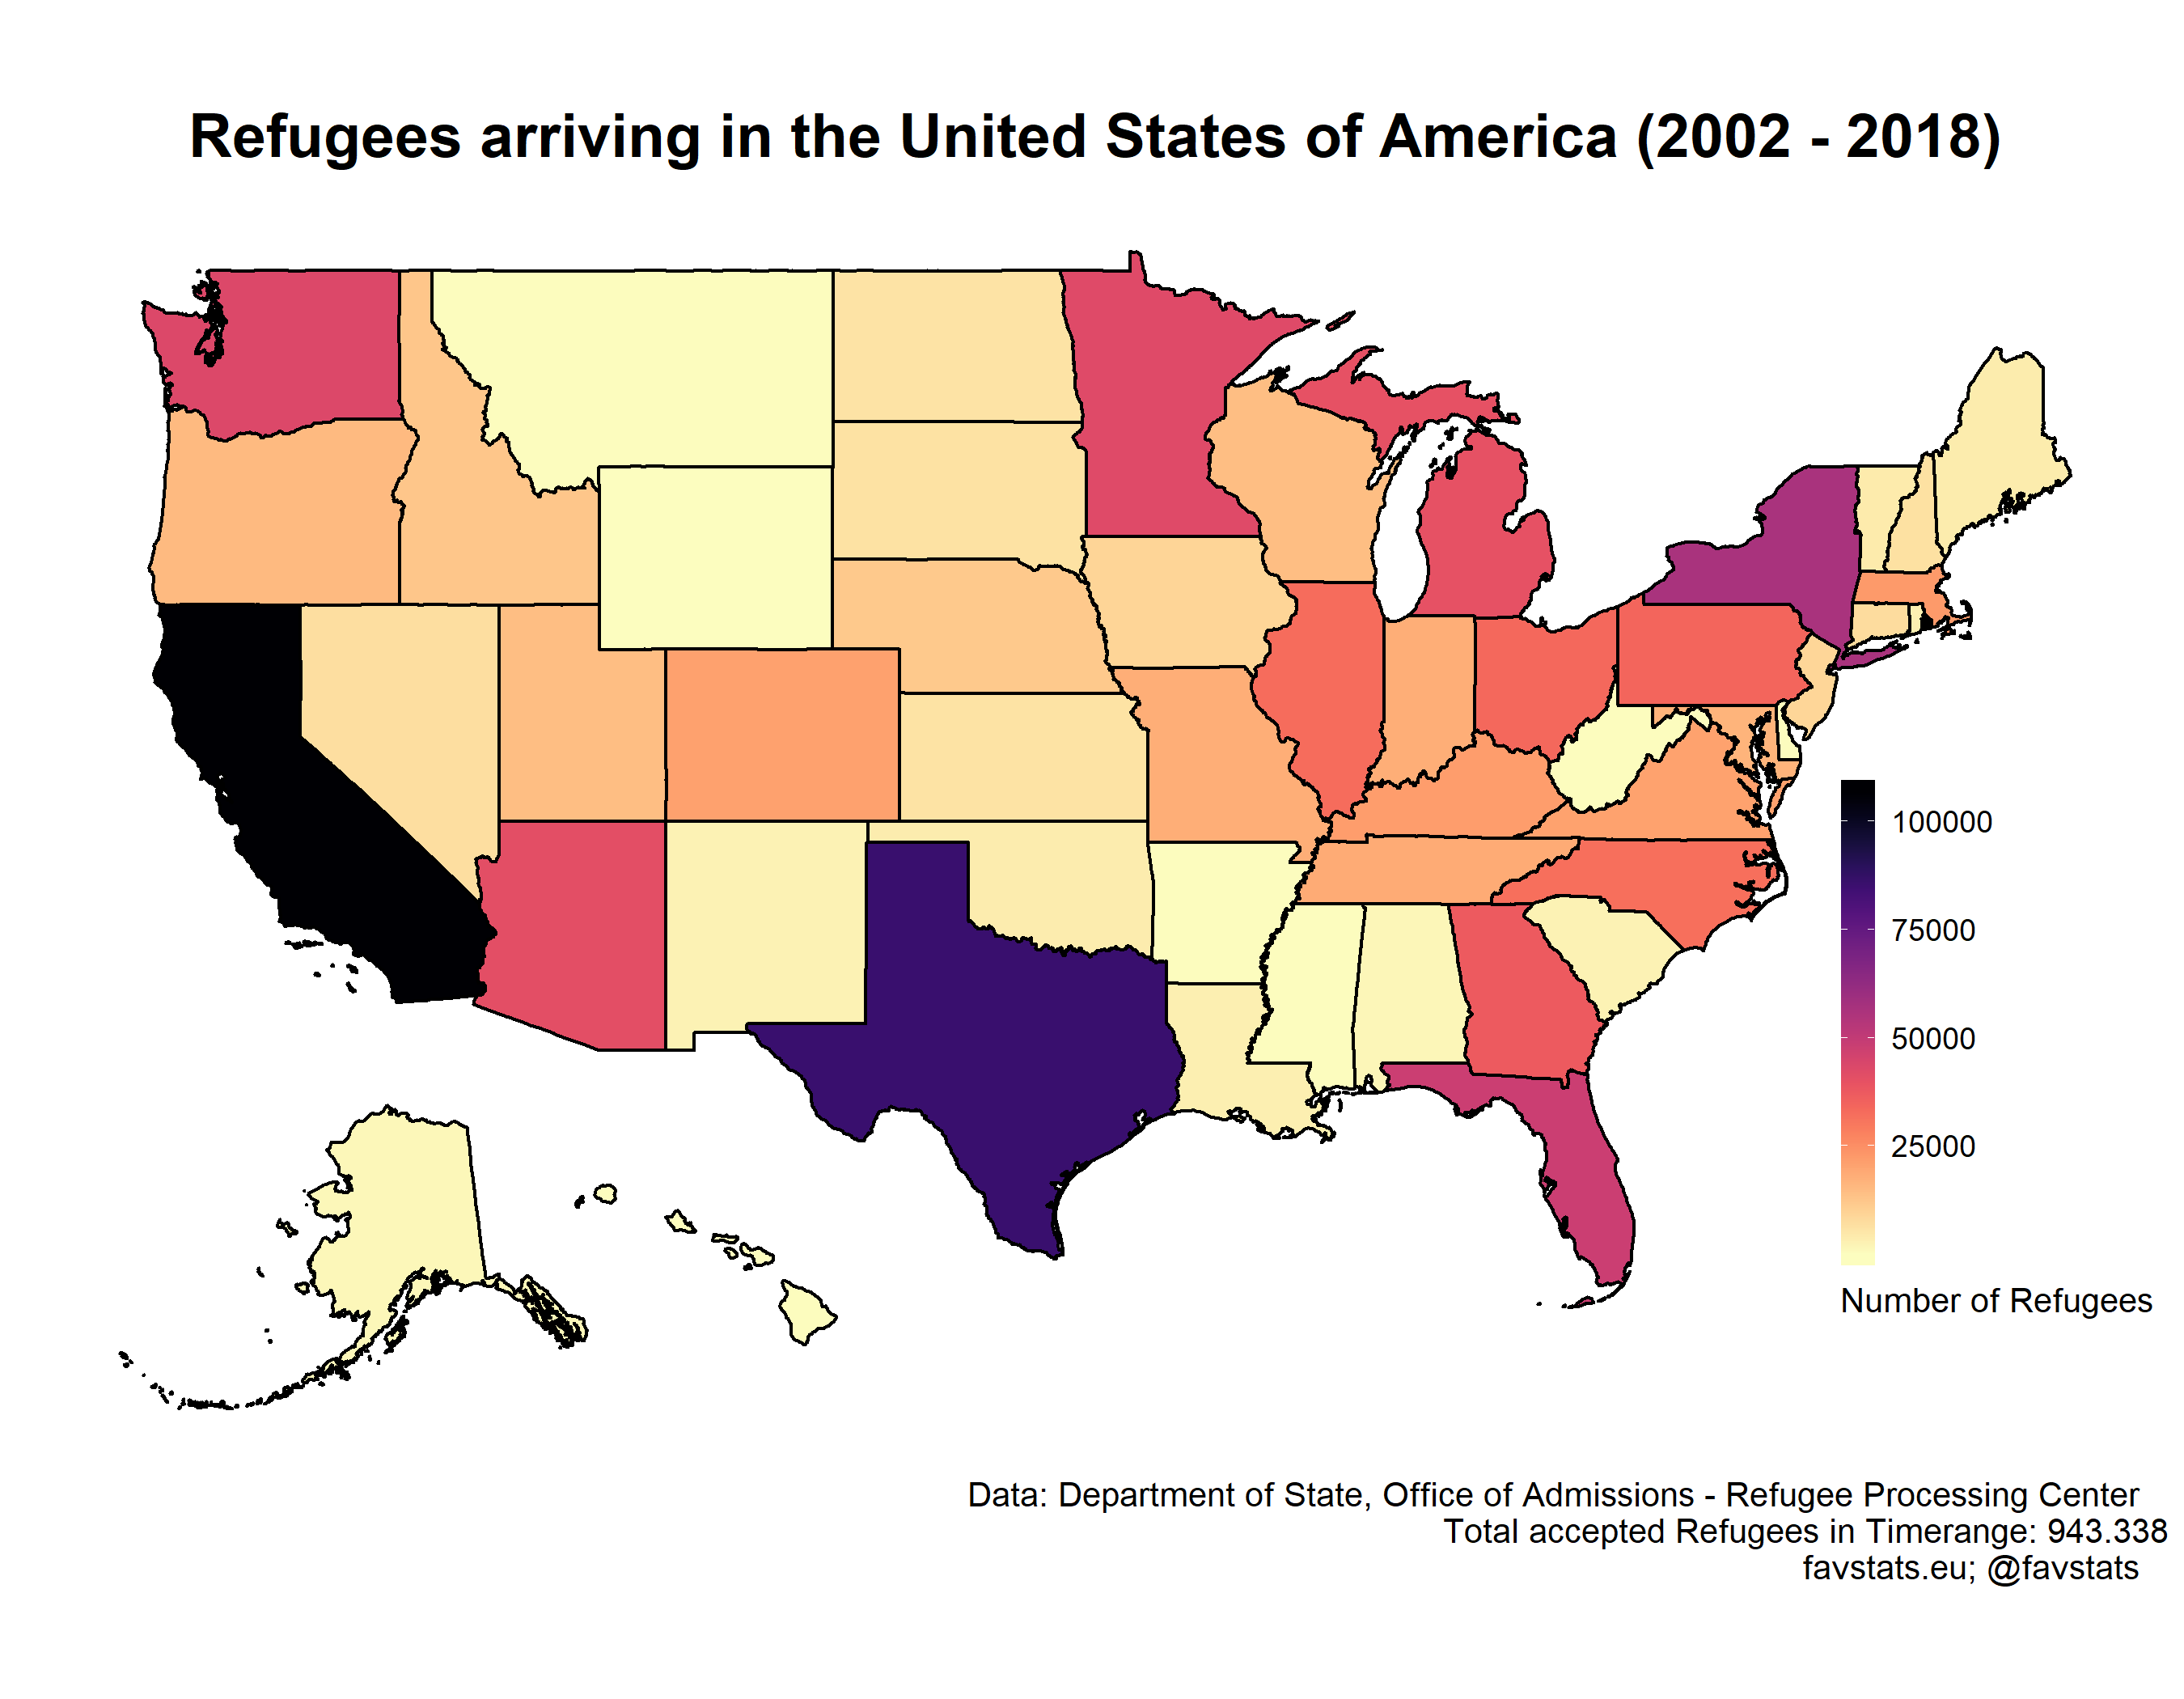 Refugees arriving in the United States of America (2002 - 2018)
100000
75000
50000
25000
Number of Refugees
Data: Department of State, Office of Admissions - Refugee Processing Center
Total accepted Refugees in Timerange: 943.338
favstats.eu; @favstats